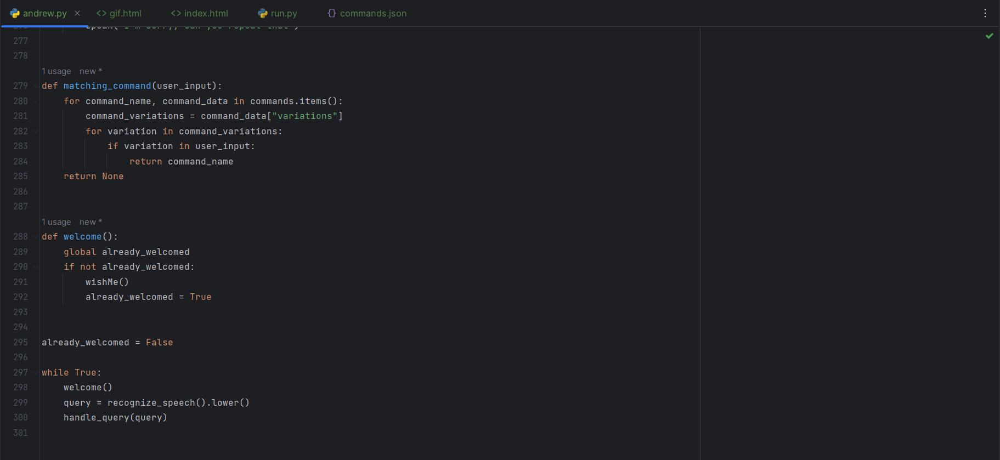 andrew.py × <> gif.html <> index.html run.py {} commands.json
277
278
1 usage new *
279 def matching_command(user_input):
280     for command_name, command_data in commands.items():
281         command_variations = command_data["variations"]
282         for variation in command_variations:
283             if variation in user_input:
284                 return command_name
285     return None
286
287
1 usage new *
288 def welcome():
289     global already_welcomed
290     if not already_welcomed:
291         wishMe()
292         already_welcomed = True
293
294
295 already_welcomed = False
296
297 while True:
298     welcome()
299     query = recognize_speech().lower()
300     handle_query(query)
301